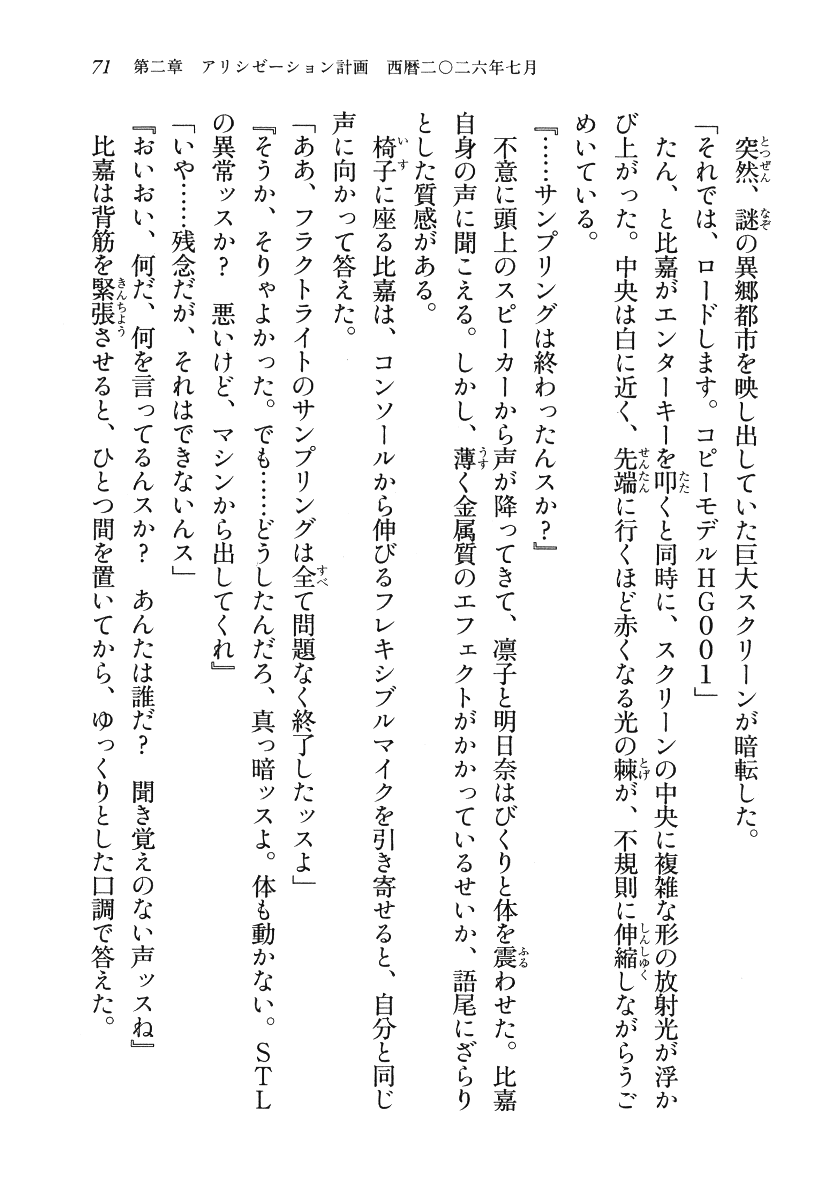 71　第二章　アリシゼーション計画　西暦二〇二六年七月
　突然、謎の異郷都市を映し出していた巨大スクリーンが暗転した。
「それでは、ロードします。コピーモデルＨＧ００１」
　たん、と比嘉がエンターキーを叩くと同時に、スクリーンの中央に複雑な形の放射光が浮か
び上がった。中央は白に近く、先端に行くほど赤くなる光の棘が、不規則に伸縮しながらうご
めいている。
『……サンプリングは終わったんスか？』
　不意に頭上のスピーカーから声が降ってきて、凛子と明日奈はびくりと体を震わせた。比嘉
自身の声に聞こえる。しかし、薄く金属質のエフェクトがかかっているせいか、語尾にざらり
とした質感がある。
　椅子に座る比嘉は、コンソールから伸びるフレキシブルマイクを引き寄せると、自分と同じ
声に向かって答えた。
「ああ、フラクトライトのサンプリングは全て問題なく終了したッスよ」
『そうか、そりゃよかった。でも……どうしたんだろ、真っ暗ッスよ。体も動かない。ＳＴＬ
の異常ッスか？　悪いけど、マシンから出してくれ』
「いや……残念だが、それはできないんス」
『おいおい、何だ、何を言ってるんスか？　あんたは誰だ？　聞き覚えのない声ッスね』
　比嘉は背筋を緊張させると、ひとつ間を置いてから、ゆっくりとした口調で答えた。